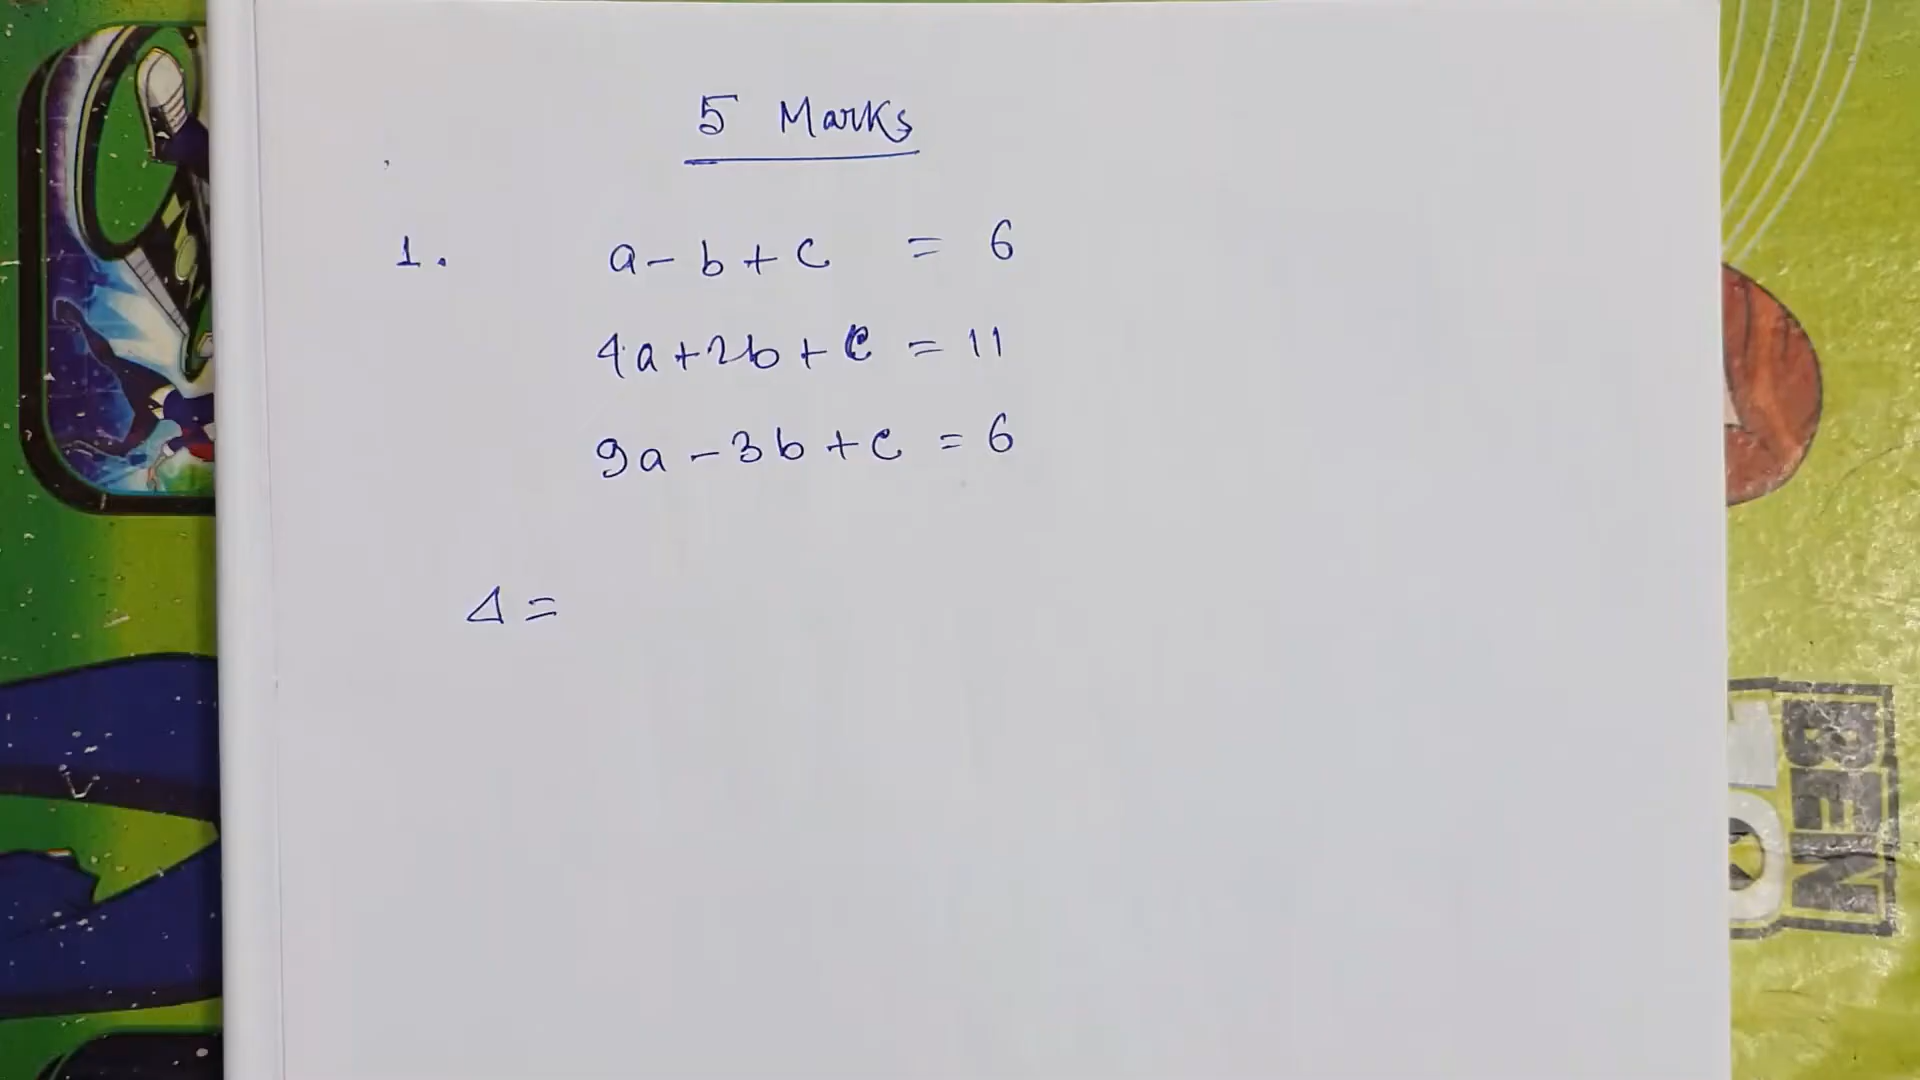 5 Marks
1. a - b + c = 6
4a + 2b + c = 11
9a - 3b + c = 6
Δ =
BEN
10